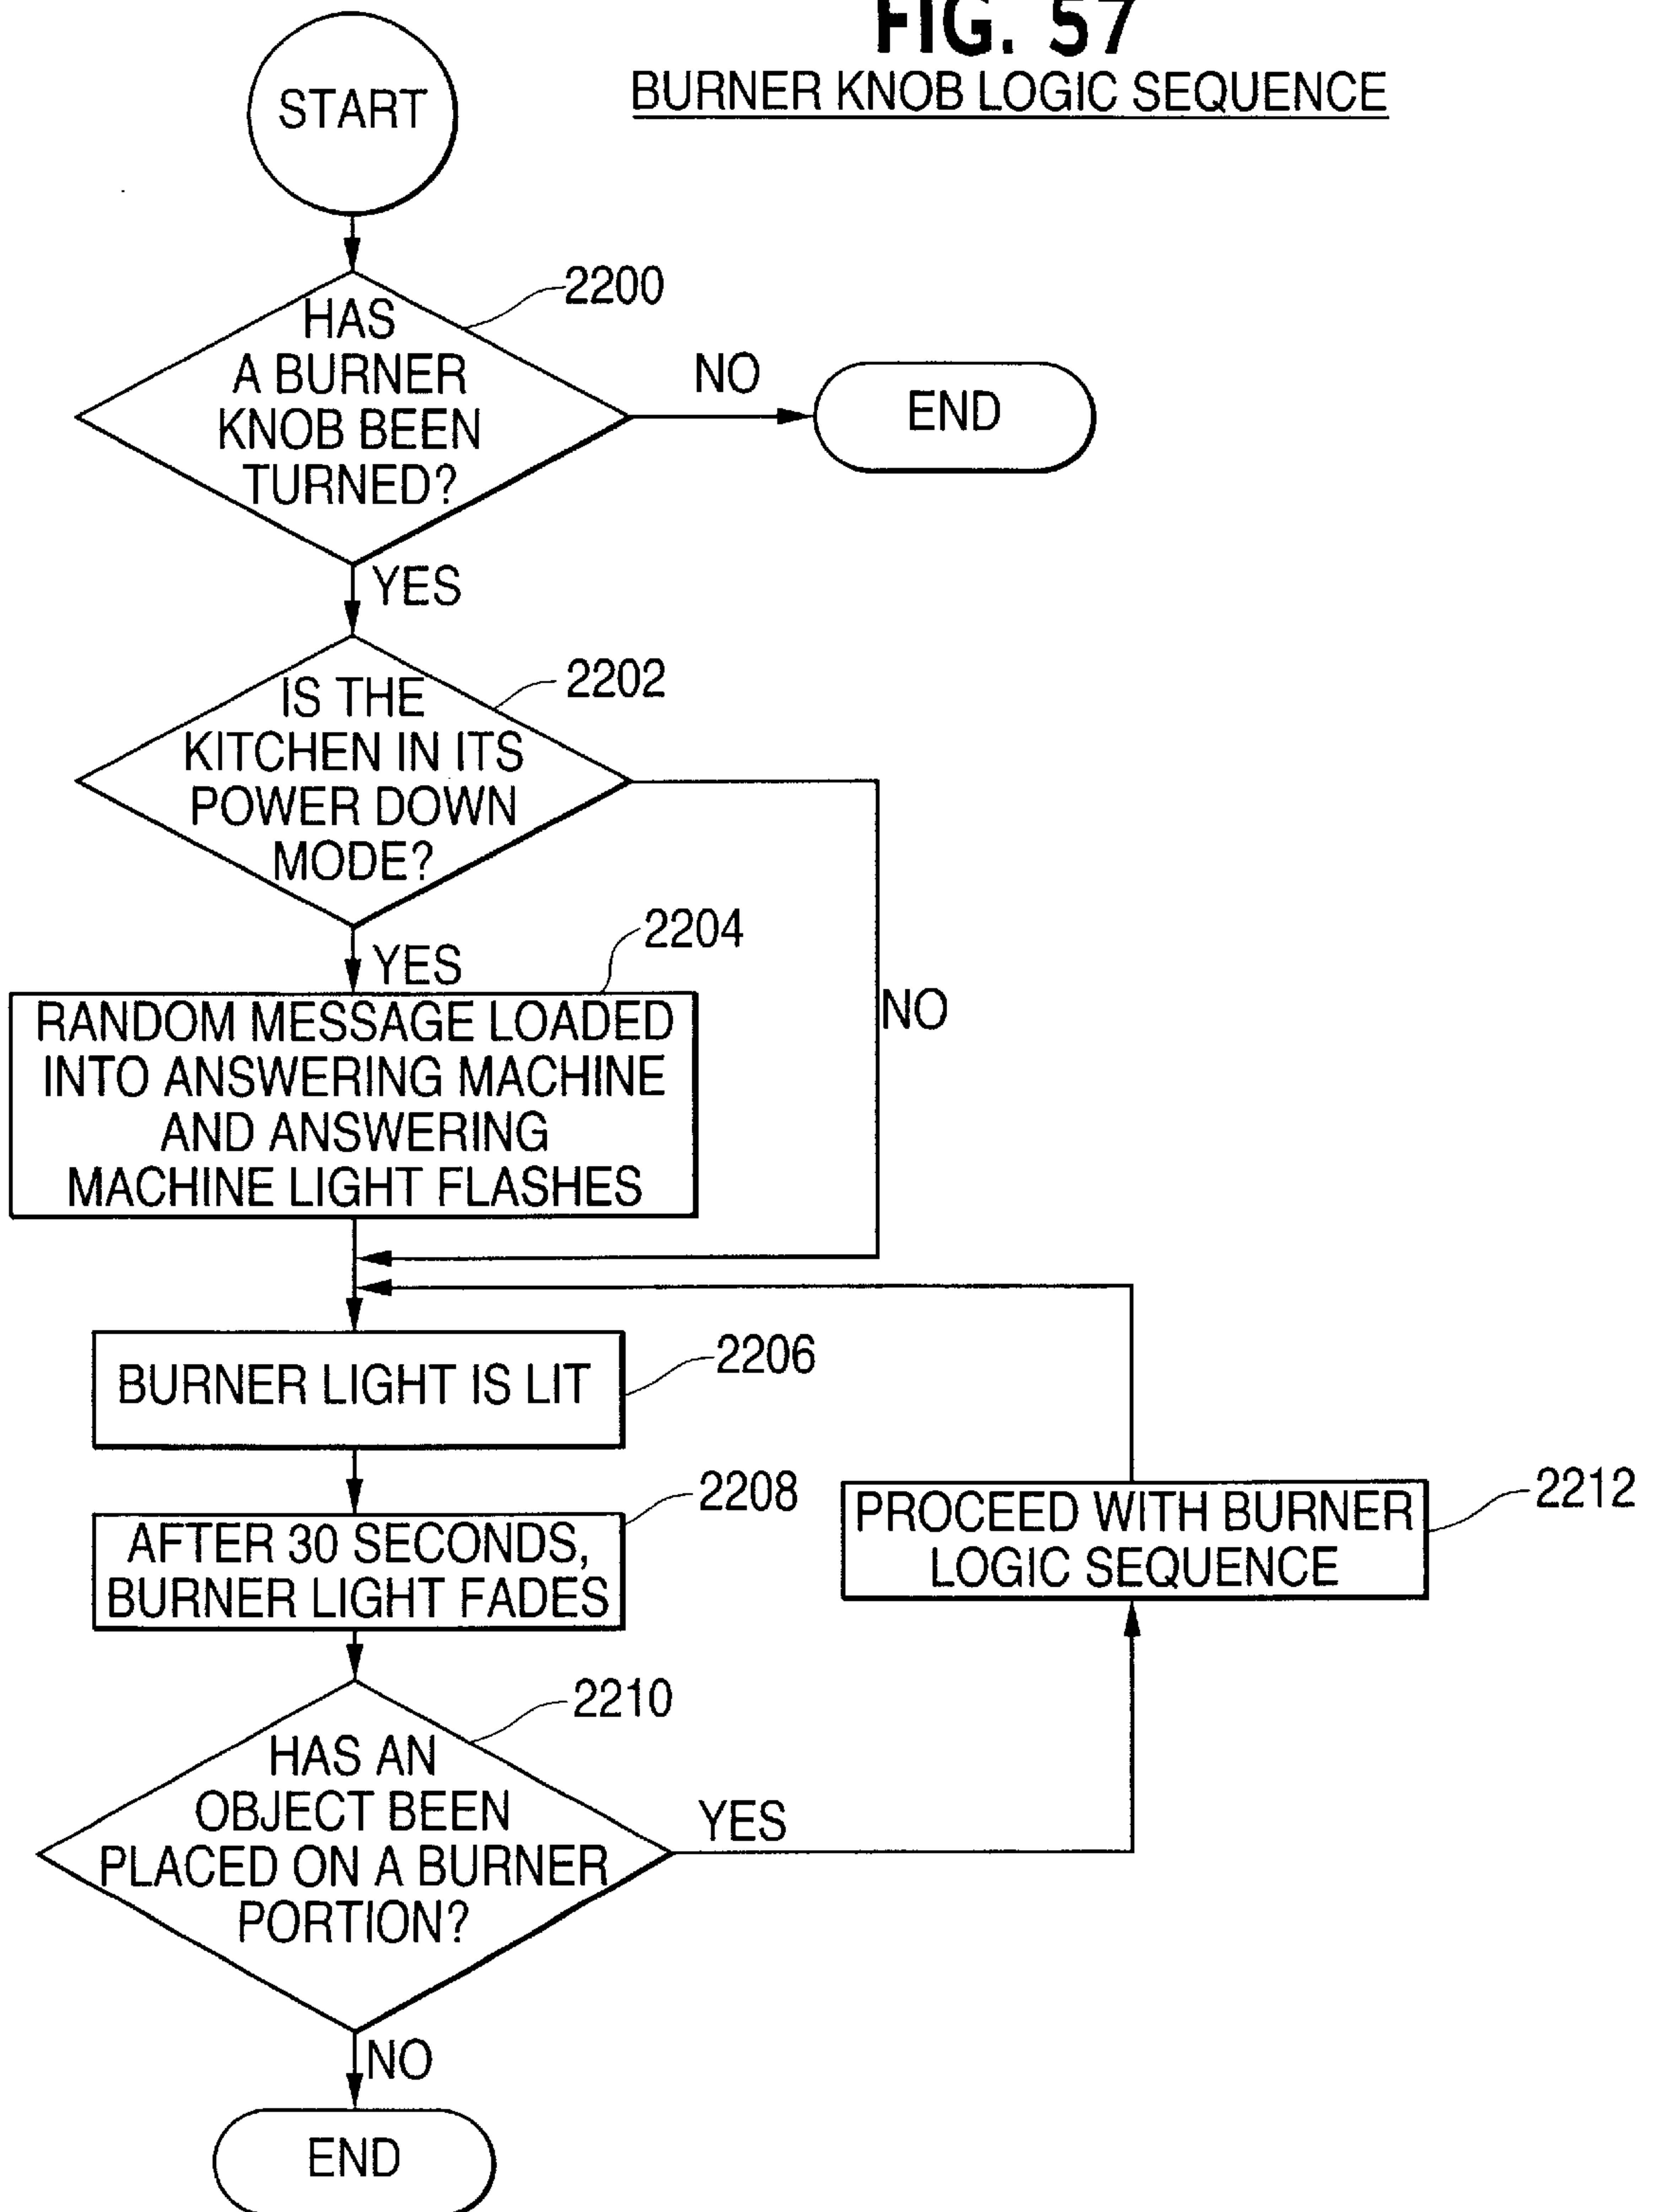 FIG. 57
BURNER KNOB LOGIC SEQUENCE
START
2200
HAS
A BURNER
KNOB BEEN
TURNED?
NO
END
YES
2202
IS THE
KITCHEN IN ITS
POWER DOWN
MODE?
2204
YES
NO
RANDOM MESSAGE LOADED
INTO ANSWERING MACHINE
AND ANSWERING
MACHINE LIGHT FLASHES
2206
BURNER LIGHT IS LIT
2208
AFTER 30 SECONDS,
BURNER LIGHT FADES
2212
PROCEED WITH BURNER
LOGIC SEQUENCE
2210
HAS AN
OBJECT BEEN
PLACED ON A BURNER
PORTION?
YES
NO
END